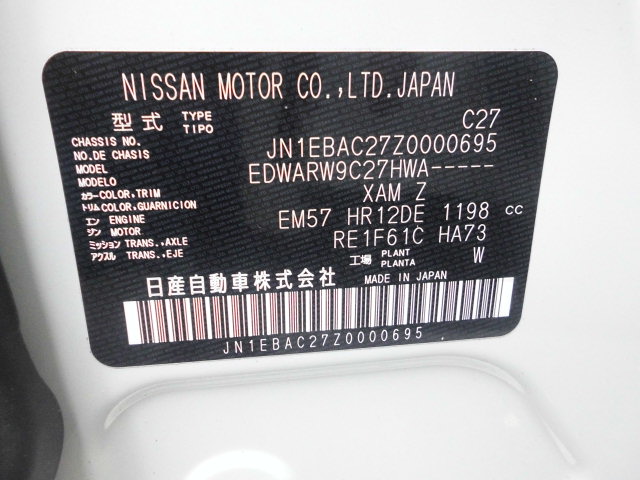 NISSAN MOTOR CO.,LTD.JAPAN
型式 TYPE TIPO C27
CHASSIS NO. NO.DE CHASIS JN1EBAC27Z0000695
MODEL MODELO EDWARW9C27HWA-----
カラー COLOR,TRIM トリム COLOR,GUARNICION XAM Z
エンジン ENGINE MOTOR EM57 HR12DE 1198 cc
ミッション TRANS.,AXLE アクスル TRANS.,EJE RE1F61C HA73
工場 PLANT PLANTA W
日産自動車株式会社 MADE IN JAPAN
JN1EBAC27Z0000695